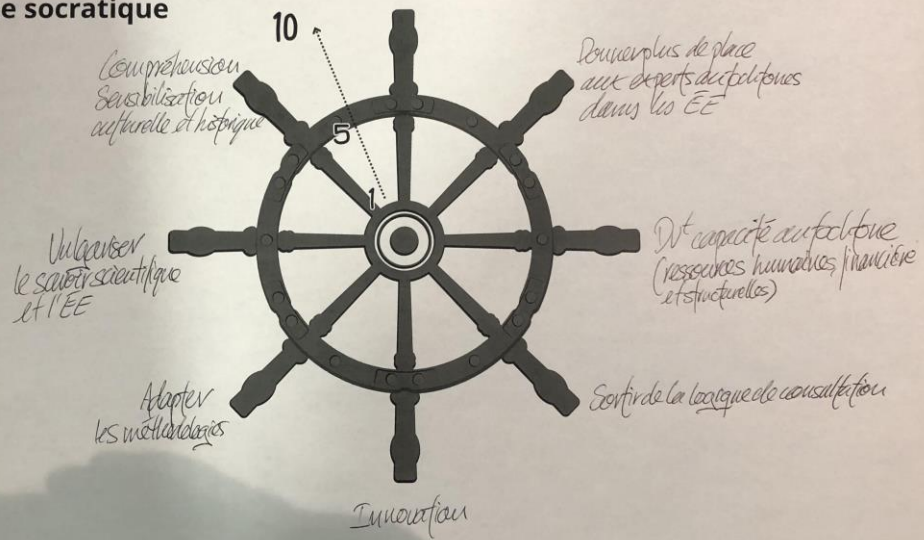 e socratique
10
5
1
Compréhension
Sensibilisation
culturelle et historique
Donner plus de place
aux experts autochtones
dans les ÉE
Dvt capacité autochtone
(ressources humaines, financière
et structurelles)
Sortir de la logique de consultation
Innovation
Adapter
les méthodologies
Vulgariser
le savoir scientifique
et l'ÉE